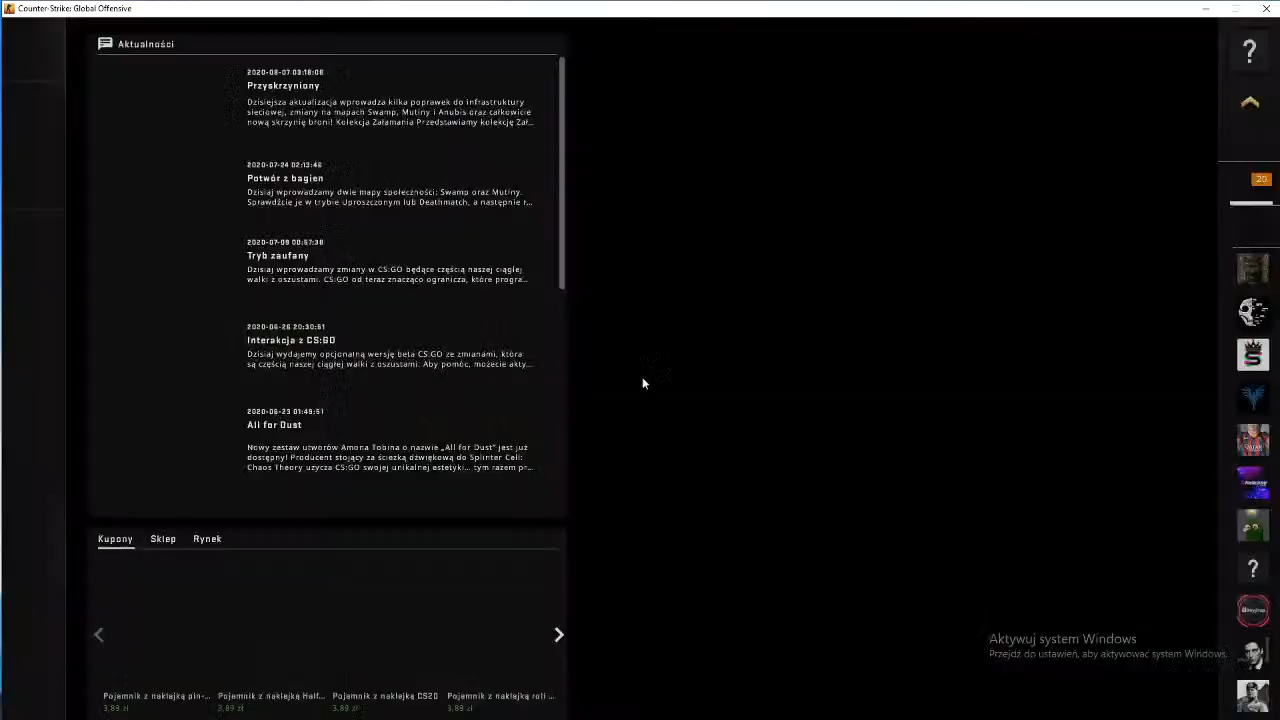 Counter-Strike: Global Offensive
Aktualności
2020-08-07 03:18:08
Przyskrzyniony
Dzisiejsza aktualizacja wprowadza kilka poprawek do infrastruktury
sieciowej, zmiany na mapach Swamp, Mutiny i Anubis oraz całkowicie
nową skrzynię broni! Kolekcja Załamania Przedstawiamy kolekcję Zał...
2020-07-24 02:13:46
Potwór z bagien
Dzisiaj wprowadzamy dwie mapy społeczności: Swamp oraz Mutiny.
Sprawdźcie je w trybie Uproszczonym lub Deathmatch, a następnie r...
2020-07-09 00:57:38
Tryb zaufany
Dzisiaj wprowadzamy zmiany w CS:GO będące częścią naszej ciągłej
walki z oszustami. CS:GO od teraz znacząco ogranicza, które progra...
2020-06-26 20:30:51
Interakcja z CS:GO
Dzisiaj wydajemy opcjonalną wersję beta CS:GO ze zmianami, która
są częścią naszej ciągłej walki z oszustami. Aby pomóc, możecie akty...
2020-06-23 01:49:51
All for Dust
Nowy zestaw utworów Amona Tobina o nazwie „All for Dust” jest już
dostępny! Producent stojący za ścieżką dźwiękową do Splinter Cell:
Chaos Theory użycza CS:GO swojej unikalnej estetyki... tym razem pr...
Kupony Sklep Rynek
Pojemnik z naklejką pin-... Pojemnik z naklejką Half... Pojemnik z naklejką CS20 Pojemnik z naklejką roll ...
3,89 zł 3,89 zł 3,89 zł 3,89 zł
20
Aktywuj system Windows
Przejdź do ustawień, aby aktywować system Windows.